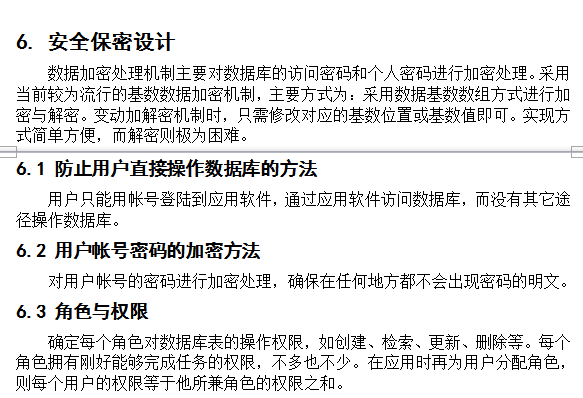 6. 安全保密设计
数据加密处理机制主要对数据库的访问密码和个人密码进行加密处理。采用
当前较为流行的基数数据加密机制，主要方式为：采用数据基数数组方式进行加
密与解密。变动加解密机制时，只需修改对应的基数位置或基数值即可。实现方
式简单方便，而解密则极为困难。
6.1 防止用户直接操作数据库的方法
用户只能用帐号登陆到应用软件，通过应用软件访问数据库，而没有其它途
径操作数据库。
6.2 用户帐号密码的加密方法
对用户帐号的密码进行加密处理，确保在任何地方都不会出现密码的明文。
6.3 角色与权限
确定每个角色对数据库表的操作权限，如创建、检索、更新、删除等。每个
角色拥有刚好能够完成任务的权限，不多也不少。在应用时再为用户分配角色，
则每个用户的权限等于他所兼角色的权限之和。